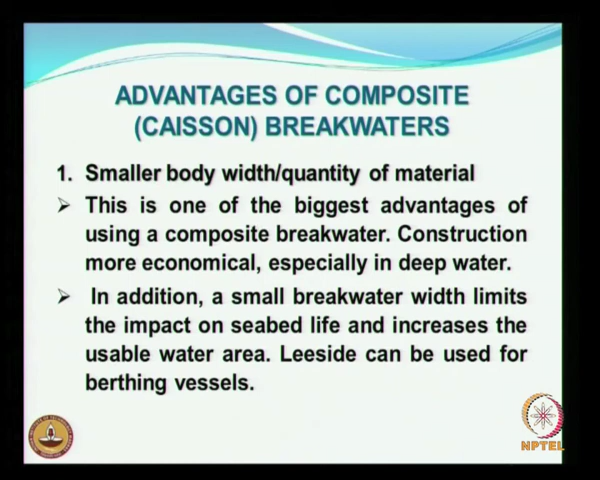 ADVANTAGES OF COMPOSITE
(CAISSON) BREAKWATERS
1. Smaller body width/quantity of material
➢ This is one of the biggest advantages of
using a composite breakwater. Construction
more economical, especially in deep water.
➢ In addition, a small breakwater width limits
the impact on seabed life and increases the
usable water area. Leeside can be used for
berthing vessels.
NPTEL